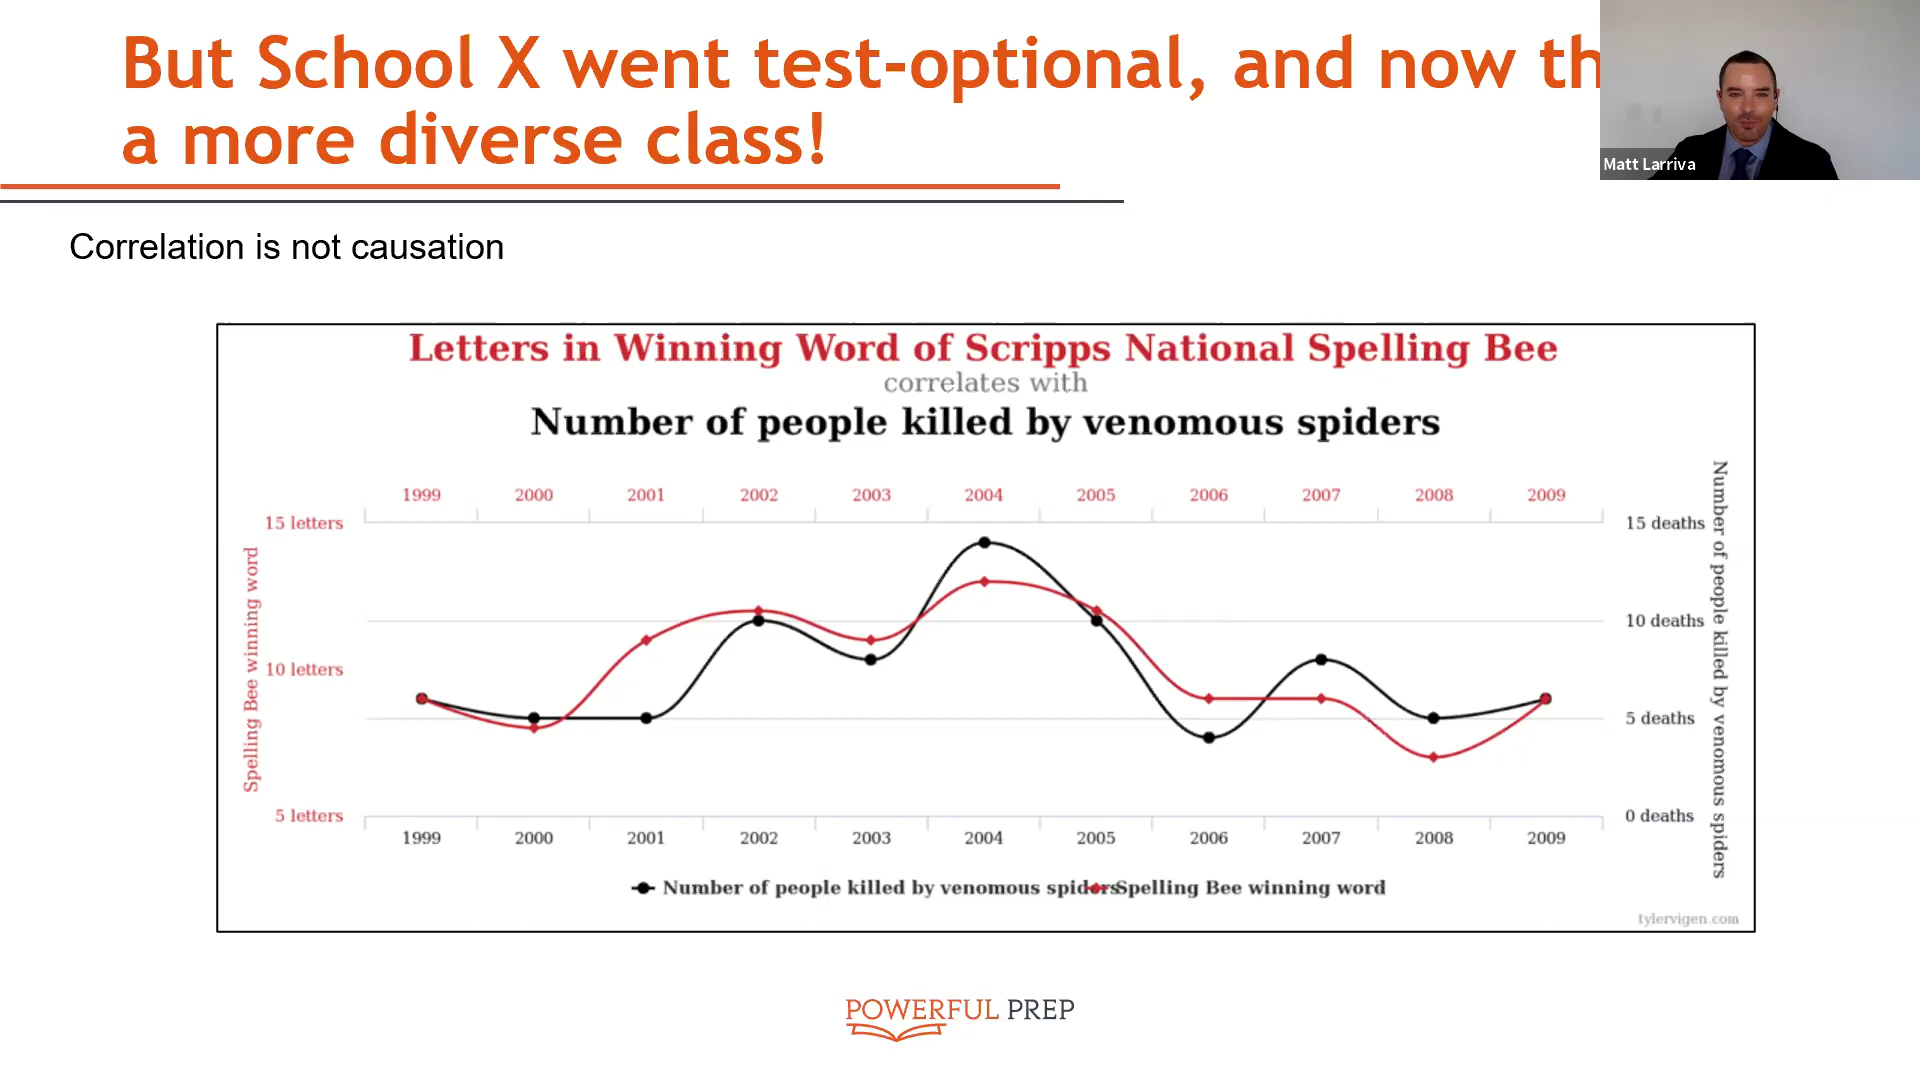 But School X went test-optional, and now th
a more diverse class!
Matt Larriva
Correlation is not causation
Letters in Winning Word of Scripps National Spelling Bee
correlates with
Number of people killed by venomous spiders
1999 2000 2001 2002 2003 2004 2005 2006 2007 2008 2009
15 letters
10 letters
5 letters
Spelling Bee winning word
15 deaths
10 deaths
5 deaths
0 deaths
Number of people killed by venomous spiders
1999 2000 2001 2002 2003 2004 2005 2006 2007 2008 2009
Number of people killed by venomous spiders Spelling Bee winning word
tylervigen.com
POWERFUL PREP